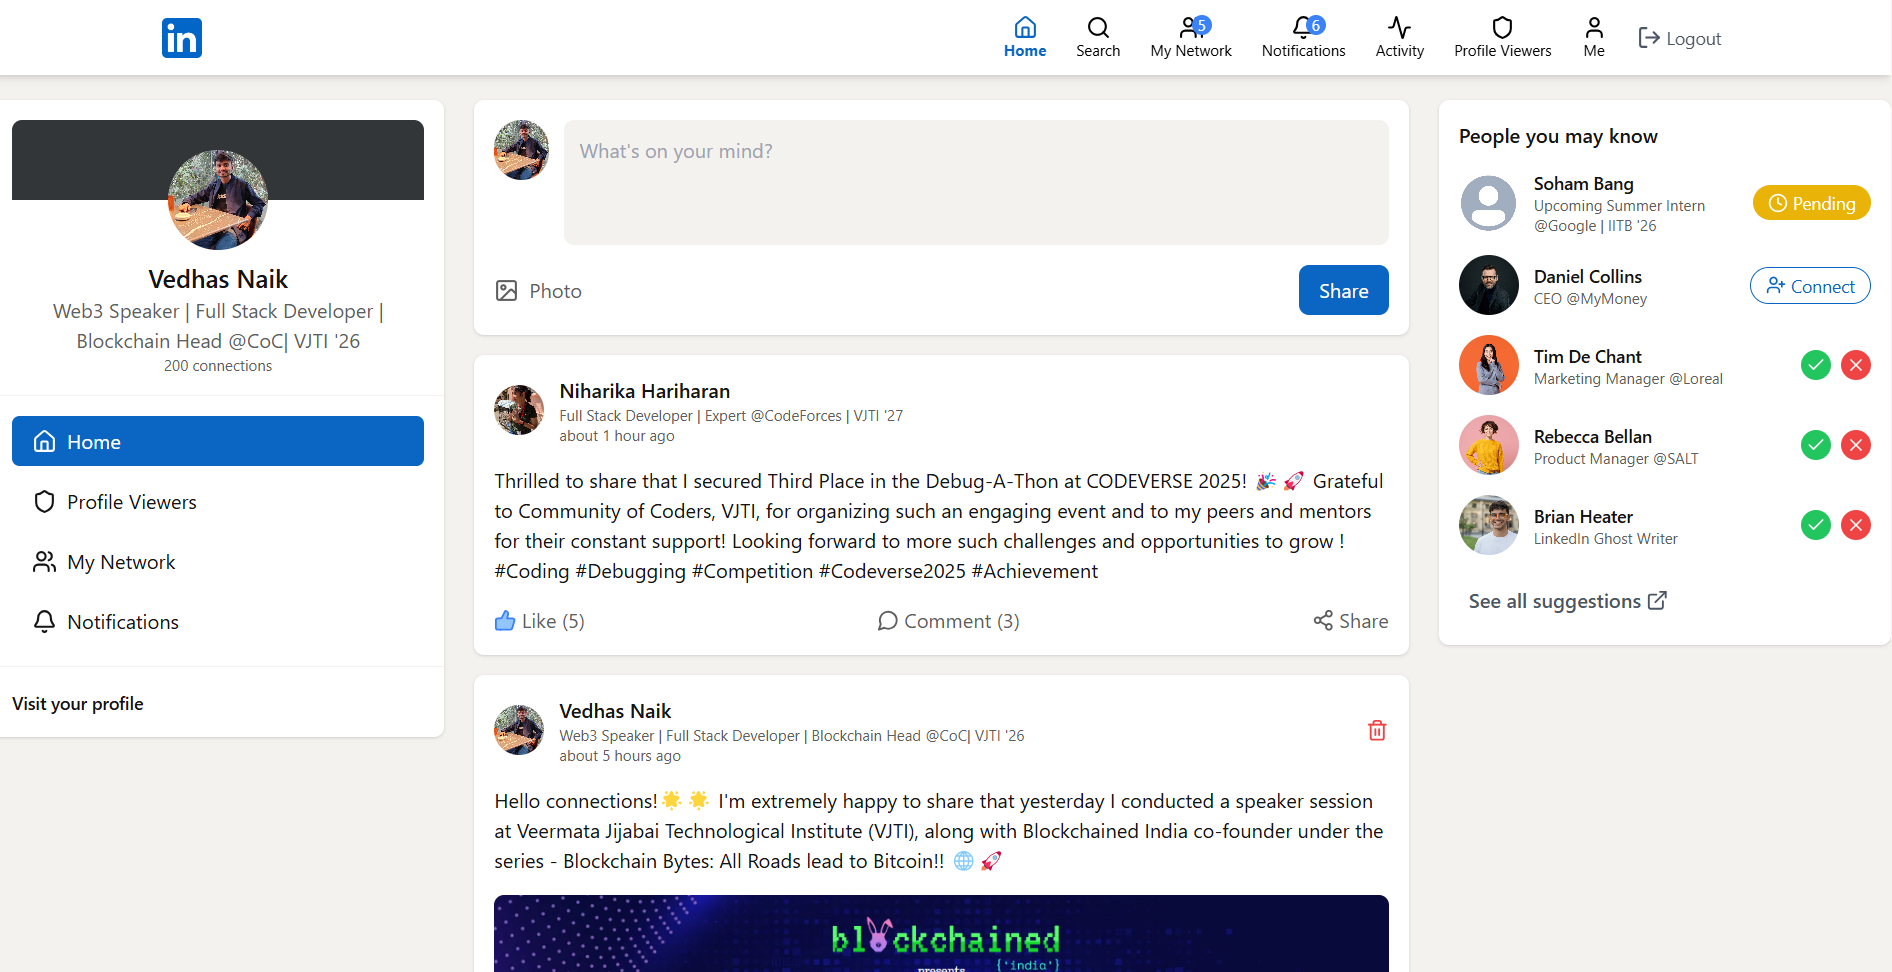 in
Home
Search
5
My Network
6
Notifications
Activity
Profile Viewers
Me
Logout
Vedhas Naik
Web3 Speaker | Full Stack Developer |
Blockchain Head @CoC| VJTI '26
200 connections
Home
Profile Viewers
My Network
Notifications
Visit your profile
What's on your mind?
Photo
Share
Niharika Hariharan
Full Stack Developer | Expert @CodeForces | VJTI '27
about 1 hour ago
Thrilled to share that I secured Third Place in the Debug-A-Thon at CODEVERSE 2025! 🎉 🚀 Grateful
to Community of Coders, VJTI, for organizing such an engaging event and to my peers and mentors
for their constant support! Looking forward to more such challenges and opportunities to grow !
#Coding #Debugging #Competition #Codeverse2025 #Achievement
Like (5)
Comment (3)
Share
Vedhas Naik
Web3 Speaker | Full Stack Developer | Blockchain Head @CoC| VJTI '26
about 5 hours ago
Hello connections!🌟 🌟 I'm extremely happy to share that yesterday I conducted a speaker session
at Veermata Jijabai Technological Institute (VJTI), along with Blockchained India co-founder under the
series - Blockchain Bytes: All Roads lead to Bitcoin!! 🌐 🚀
blockchained
{'india'}
presents
People you may know
Soham Bang
Upcoming Summer Intern
@Google | IITB '26
Pending
Daniel Collins
CEO @MyMoney
Connect
Tim De Chant
Marketing Manager @Loreal
Rebecca Bellan
Product Manager @SALT
Brian Heater
LinkedIn Ghost Writer
See all suggestions